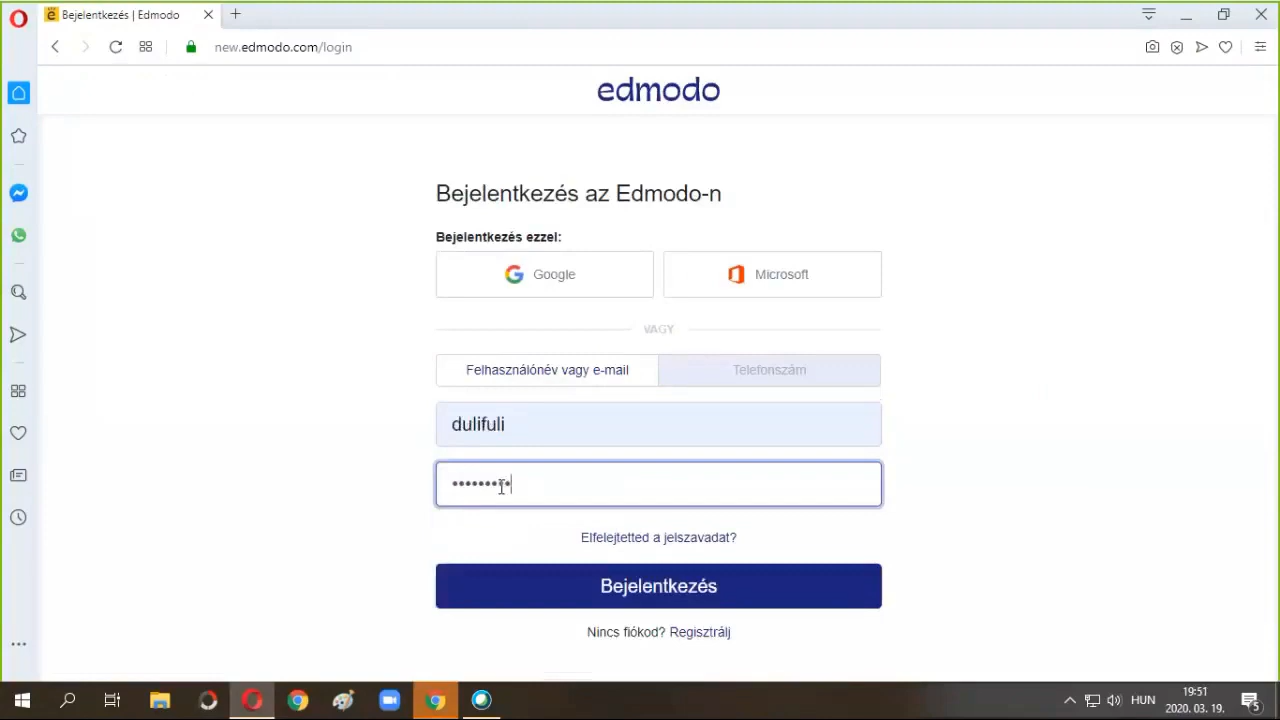 Bejelentkezés | Edmodo
new.edmodo.com/login
edmodo
Bejelentkezés az Edmodo-n
Bejelentkezés ezzel:
Google
Microsoft
VAGY
Felhasználónév vagy e-mail
Telefonszám
dulifuli
Elfelejtetted a jelszavadat?
Bejelentkezés
Nincs fiókod? Regisztrálj
HUN
19:51
2020. 03. 19.
5